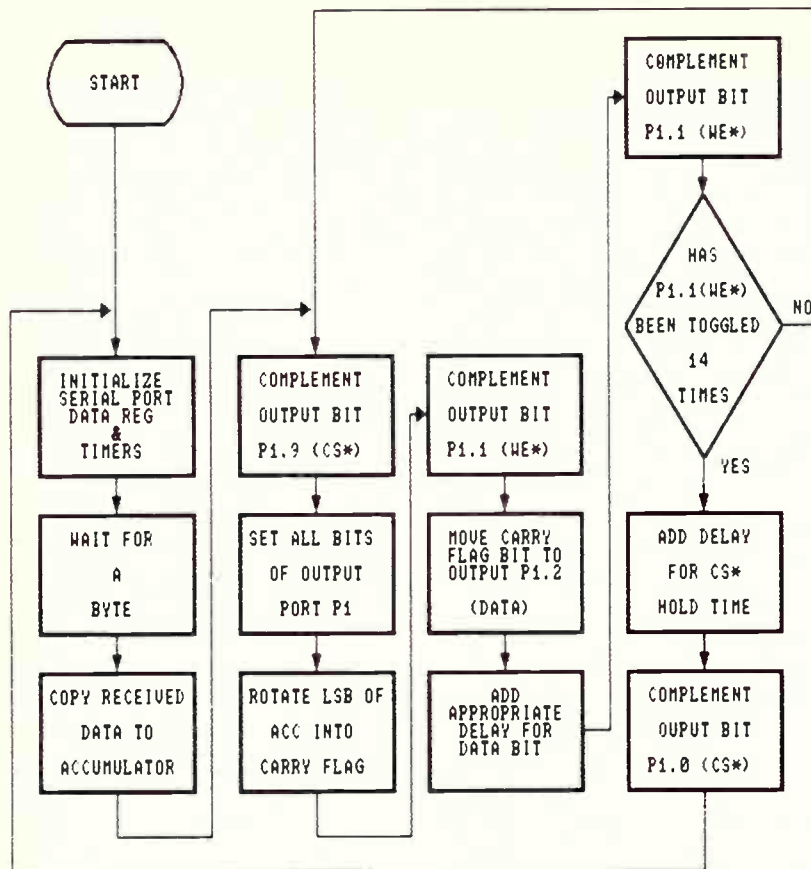 START
INITIALIZE
SERIAL PORT
DATA REG
&
TIMERS
WAIT FOR
A
BYTE
COPY RECEIVED
DATA TO
ACCUMULATOR
COMPLEMENT
OUTPUT BIT
P1.9 (CS*)
SET ALL BITS
OF OUTPUT
PORT P1
ROTATE LSB OF
ACC INTO
CARRY FLAG
COMPLEMENT
OUTPUT BIT
P1.1 (WE*)
MOVE CARRY
FLAG BIT TO
OUTPUT P1.2
(DATA)
ADD
APPROPRIATE
DELAY FOR
DATA BIT
COMPLEMENT
OUTPUT BIT
P1.1 (WE*)
HAS
P1.1(WE*)
BEEN TOGGLED
14
TIMES
NO
YES
ADD DELAY
FOR CS*
HOLD TIME
COMPLEMENT
OUPUT BIT
P1.0 (CS*)